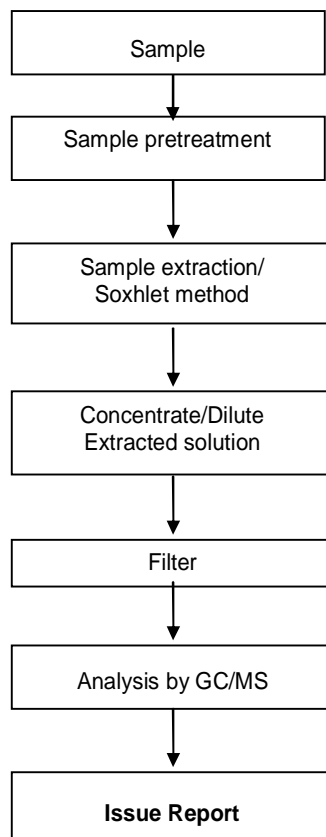 Sample
Sample pretreatment
Sample extraction/
Soxhlet method
Concentrate/Dilute
Extracted solution
Filter
Analysis by GC/MS
Issue Report